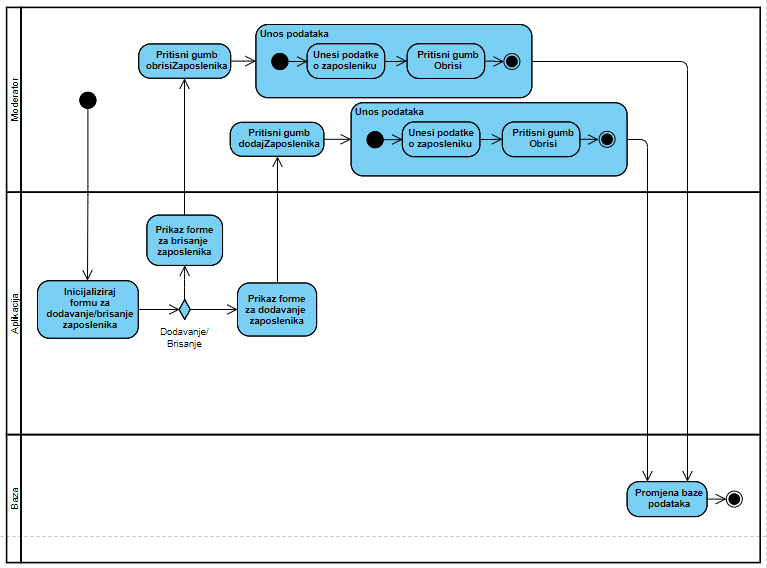 Moderator
Pritisni gumb
obrisiZaposlenika
Unos podataka
Unesi podatke
o zaposleniku
Pritisni gumb
Obrisi
Pritisni gumb
dodajZaposlenika
Unos podataka
Unesi podatke
o zaposleniku
Pritisni gumb
Obrisi
Aplikacija
Prikaz forme
za brisanje
zaposlenika
Inicijaliziraj
formu za
dodavanje/brisanje
zaposlenika
Dodavanje/
Brisanje
Prikaz forme
za dodavanje
zaposlenika
Baza
Promjena baze
podataka